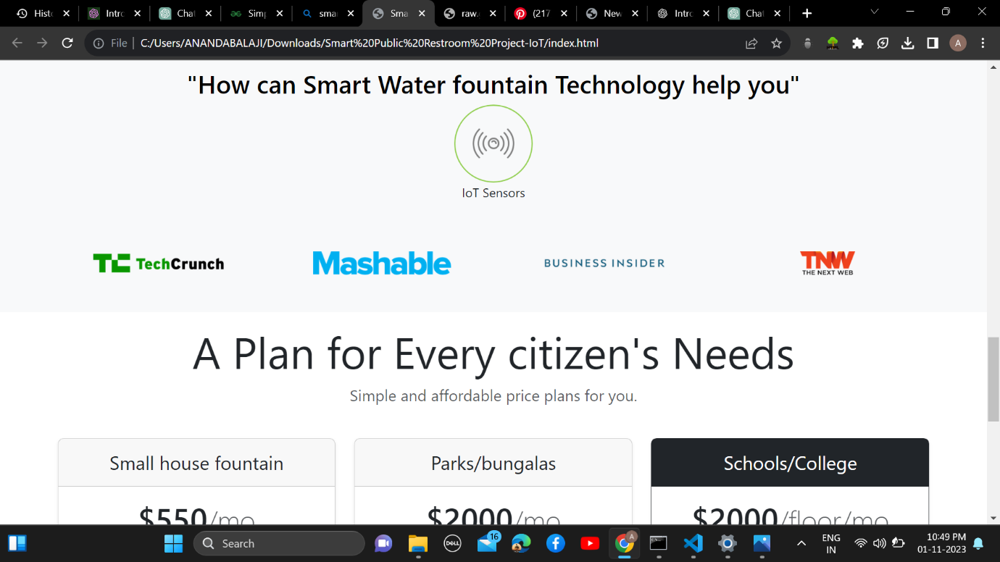 Histo
Intro
Chat
Simp
smar
Sma
raw.
(217
New
Intro
Chat
File
C:/Users/ANANDABALAJI/Downloads/Smart%20Public%20Restroom%20Project-IoT/index.html
A
"How can Smart Water fountain Technology help you"
IoT Sensors
TC TechCrunch
Mashable
BUSINESS INSIDER
TNW
THE NEXT WEB
A Plan for Every citizen's Needs
Simple and affordable price plans for you.
Small house fountain
Parks/bungalas
Schools/College
$550/mo
$2000/mo
$2000/floor/mo
Search
DELL
16
A
ENG
IN
10:49 PM
01-11-2023